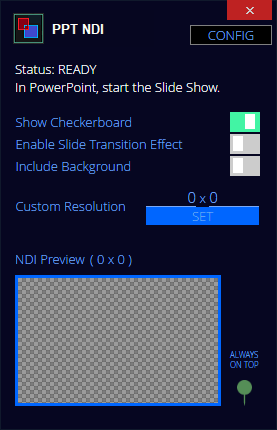 PPT NDI
CONFIG
Status: READY
In PowerPoint, start the Slide Show.
Show Checkerboard
Enable Slide Transition Effect
Include Background
Custom Resolution
0 x 0
SET
NDI Preview ( 0 x 0 )
ALWAYS
ON TOP